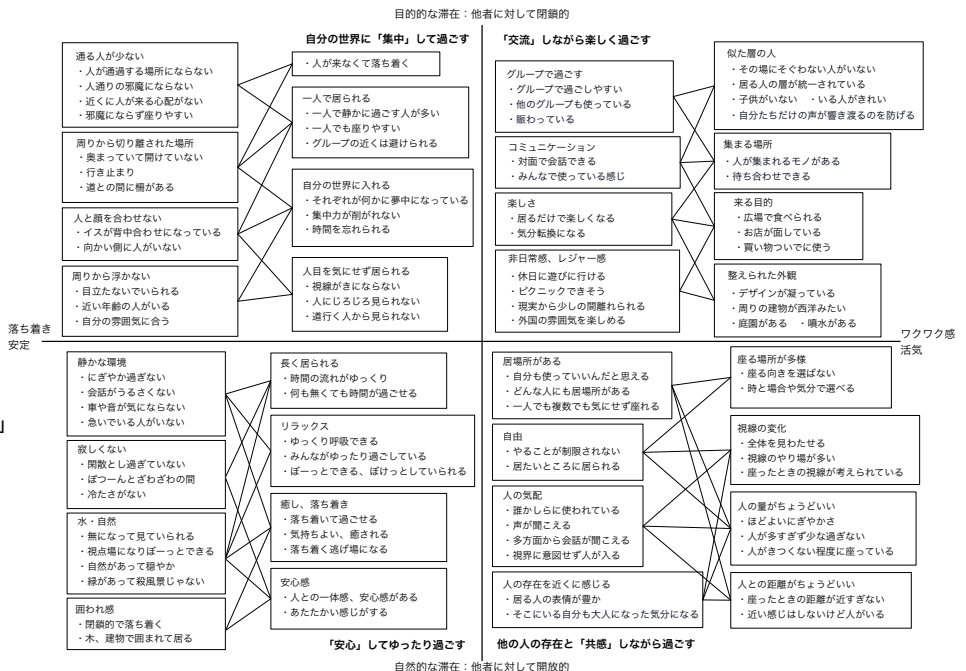 目的的な滞在：他者に対して閉鎖的
自分の世界に「集中」して過ごす
通る人が少ない
・人が通過する場所にならない
・人通りの邪魔にならない
・近くに人が来る心配がない
・邪魔にならず座りやすい
周りから切り離された場所
・奥まっていて開けていない
・行き止まり
・道との間に柵がある
人と顔を合わせない
・イスが背中合わせになっている
・向かい側に人がいない
周りから浮かない
・目立たないでいられる
・近い年齢の人がいる
・自分の雰囲気に合う
・人が来なくて落ち着く
一人で居られる
・一人で静かに過ごす人が多い
・一人でも座りやすい
・グループの近くは避けられる
自分の世界に入れる
・それぞれが何かに夢中になっている
・集中力が削がれない
・時間を忘れられる
人目を気にせず居られる
・視線がきにならない
・人にじろじろ見られない
・道行く人から見られない
「交流」しながら楽しく過ごす
グループで過ごす
・グループで過ごしやすい
・他のグループも使っている
・賑わっている
コミュニケーション
・対面で会話できる
・みんなで使っている感じ
楽しさ
・居るだけで楽しくなる
・気分転換になる
非日常感、レジャー感
・休日に遊びに行ける
・ピクニックできそう
・現実から少しの間離れられる
・外国の雰囲気を楽しめる
似た層の人
・その場にそぐわない人がいない
・居る人の層が統一されている
・子供がいない ・いる人がきれい
・自分たちだけの声が響き渡るのを防げる
集まる場所
・人が集まれるモノがある
・待ち合わせできる
来る目的
・広場で食べられる
・お店が面している
・買い物ついでに使う
整えられた外観
・デザインが凝っている
・周りの建物が西洋みたい
・庭園がある ・噴水がある
落ち着き
安定
ワクワク感
活気
」
静かな環境
・にぎやか過ぎない
・会話がうるさくない
・車や音が気にならない
・急いでいる人がいない
寂しくない
・閑散とし過ぎていない
・ぽつーんとざわざわの間
・冷たさがない
水・自然
・無になって見ていられる
・視点場になりぼーっとできる
・自然があって穏やか
・緑があって殺風景じゃない
囲われ感
・閉鎖的で落ち着く
・木、建物で囲まれて居る
長く居られる
・時間の流れがゆっくり
・何も無くても時間が過ごせる
リラックス
・ゆっくり呼吸できる
・みんながゆったり過ごしている
・ぼーっとできる、ぼけっとしていられる
癒し、落ち着き
・落ち着いて過ごせる
・気持ちよい、癒される
・落ち着く逃げ場になる
安心感
・人との一体感、安心感がある
・あたたかい感じがする
「安心」してゆったり過ごす
居場所がある
・自分も使っていいんだと思える
・どんな人にも居場所がある
・一人でも複数でも気にせず座れる
自由
・やることが制限されない
・居たいところに居られる
人の気配
・誰かしらに使われている
・声が聞こえる
・多方面から会話が聞こえる
・視界に意図せず人が入る
人の存在を近くに感じる
・居る人の表情が豊か
・そこにいる自分も大人になった気分になる
座る場所が多様
・座る向きを選ばない
・時と場合や気分で選べる
視線の変化
・全体を見わたせる
・視線のやり場が多い
・座ったときの視線が考えられている
人の量がちょうどいい
・ほどよいにぎやかさ
・人が多すぎず少な過ぎない
・人がきつくない程度に座っている
人との距離がちょうどいい
・座ったときの距離が近すぎない
・近い感じはしないけど人がいる
他の人の存在と「共感」しながら過ごす
自然的な滞在：他者に対して開放的